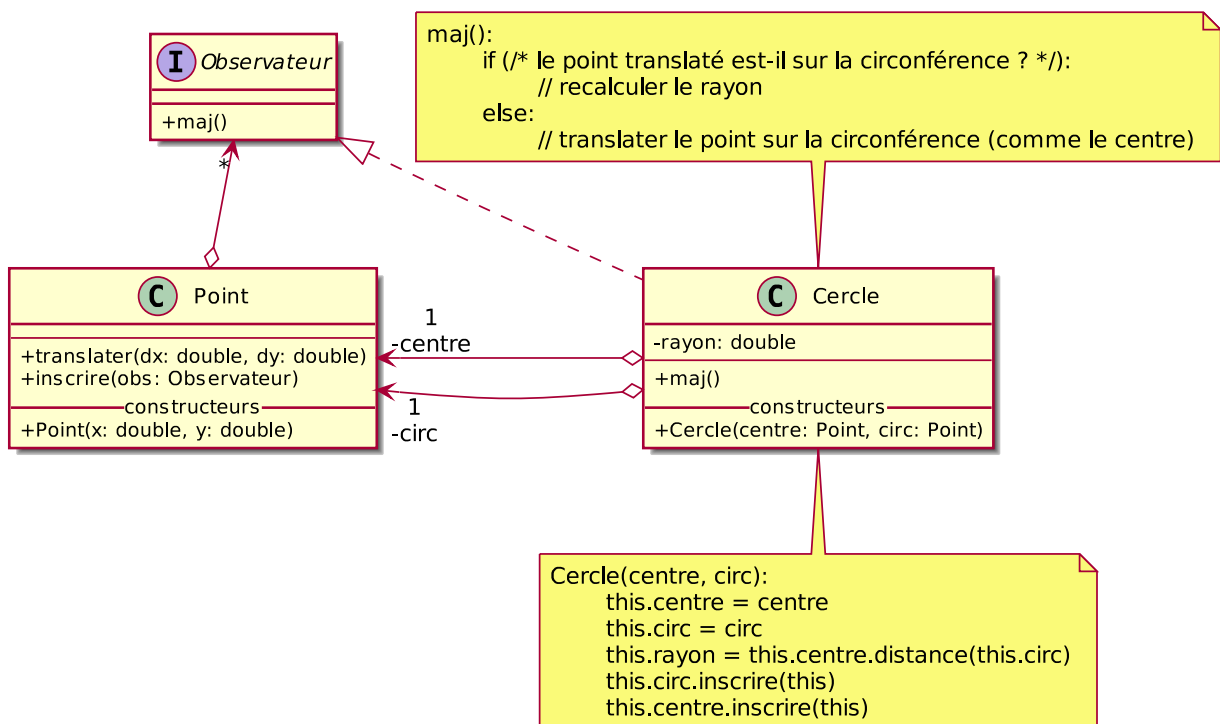 I Observateur
+maj()
maj():
if (/* le point translaté est-il sur la circonférence ? */):
// recalculer le rayon
else:
// translater le point sur la circonférence (comme le centre)
*
C Point
+translater(dx: double, dy: double)
+inscrire(obs: Observateur)
constructeurs
+Point(x: double, y: double)
1
-centre
1
-circ
C Cercle
-rayon: double
+maj()
constructeurs
+Cercle(centre: Point, circ: Point)
Cercle(centre, circ):
this.centre = centre
this.circ = circ
this.rayon = this.centre.distance(this.circ)
this.circ.inscrire(this)
this.centre.inscrire(this)